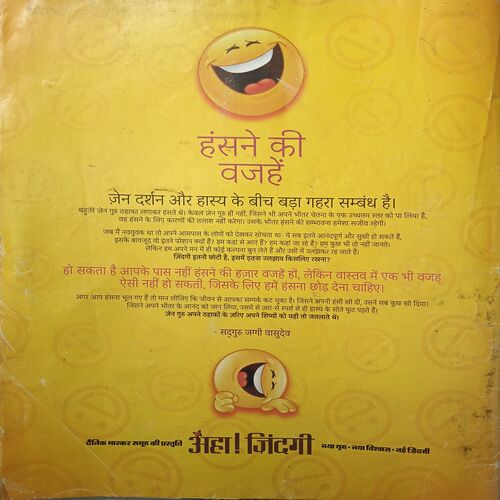 हंसने की
वजहें
ज़ेन दर्शन और हास्य के बीच बड़ा गहरा सम्बंध है।
बहुतेरे ज़ेन गुरु ठहाका लगाकर हंसते थे। केवल ज़ेन गुरु ही नहीं, जिसने भी अपने भीतर चेतना के एक उच्चतम स्तर को पा लिया है,
वह हंसने के लिए कारणों की तलाश नहीं करेगा। उसके भीतर हंसने की सम्भावना हमेशा सजीव रहेगी।
जब मैं नवयुवक था तो अपने आसपास के लोगों को देखकर सोचता था- ये सब इतने आनंदपूर्ण और सुखी हो सकते हैं,
इसके बावजूद वो इतने परेशान क्यों हैं? हम कहां से आए हैं? हम कहां जा रहे हैं? हम कुछ भी तो नहीं जानते।
लेकिन हम अपने मन में ही कोई कल्पना बुन लेते हैं और उसी में उलझकर रह जाते हैं।
ज़िंदगी इतनी छोटी है, इसमें इतना उलझाव किसलिए रखना?
हो सकता है आपके पास नहीं हंसने की हज़ार वजहें हों, लेकिन वास्तव में एक भी वजह
ऐसी नहीं हो सकती, जिसके लिए हमें हंसना छोड़ देना चाहिए।
अगर आप हंसना भूल गए हैं तो मान लीजिए कि जीवन से आपका सम्पर्क कट चुका है। जिसने अपनी हंसी खो दी, उसने सब कुछ खो दिया।
जिसने अपने भीतर के आनंद को जान लिया, उसमें से ज़रा-से स्पर्श से ही हास्य के सोते फूट पड़ते हैं।
ज़ेन गुरु अपने ठहाकों के ज़रिए अपने शिष्यों को यही तो जतलाते थे।
- सद्गुरु जग्गी वासुदेव
दैनिक भास्कर समूह की प्रस्तुति अहा! ज़िंदगी नया युग • नया विश्वास • नई ज़िंदगी